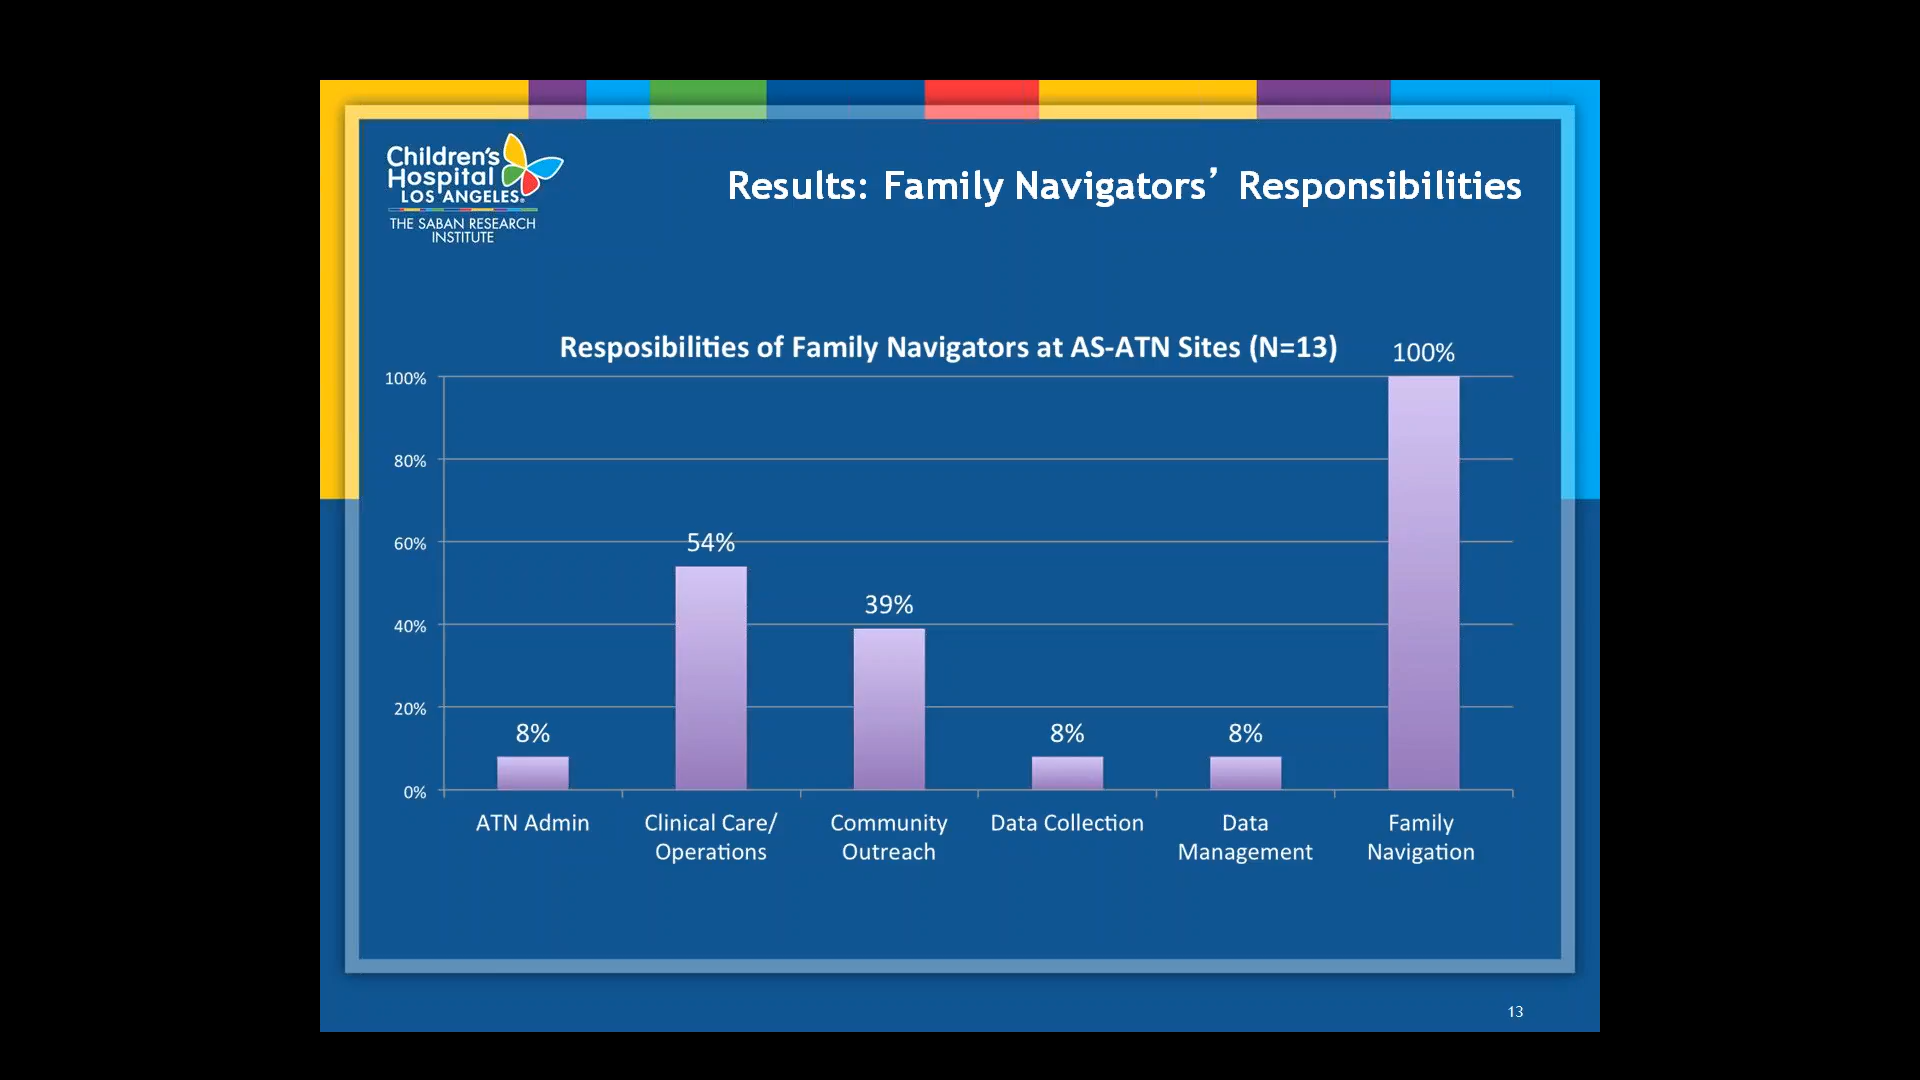 Children's
Hospital
LOS ANGELES®
THE SABAN RESEARCH
INSTITUTE
Results: Family Navigators’ Responsibilities
Resposibilities of Family Navigators at AS-ATN Sites (N=13)
100%
100%
80%
60%
40%
20%
0%
8%
54%
39%
8%
8%
ATN Admin
Clinical Care/
Operations
Community
Outreach
Data Collection
Data
Management
Family
Navigation
13